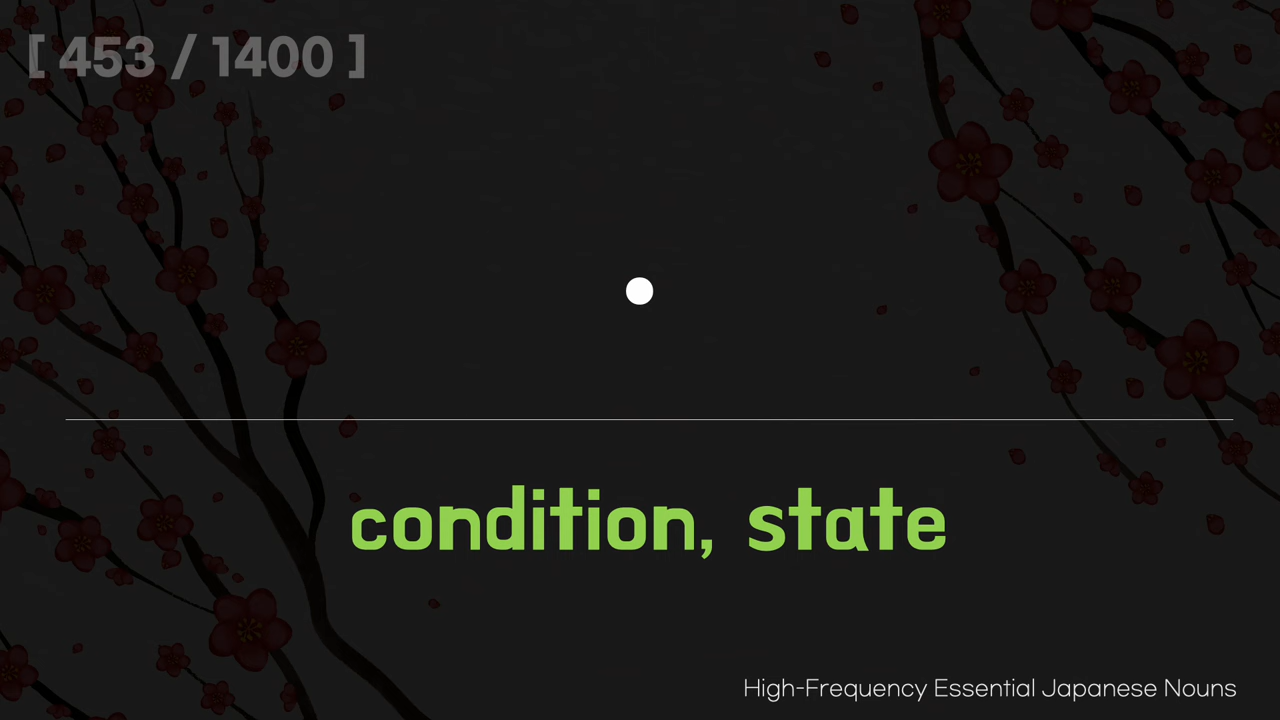 [ 453 / 1400 ]
condition, state
High-Frequency Essential Japanese Nouns